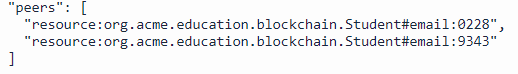 "peers": [
"resource:org.acme.education.blockchain.Student#email:0228",
"resource:org.acme.education.blockchain.Student#email:9343"
]